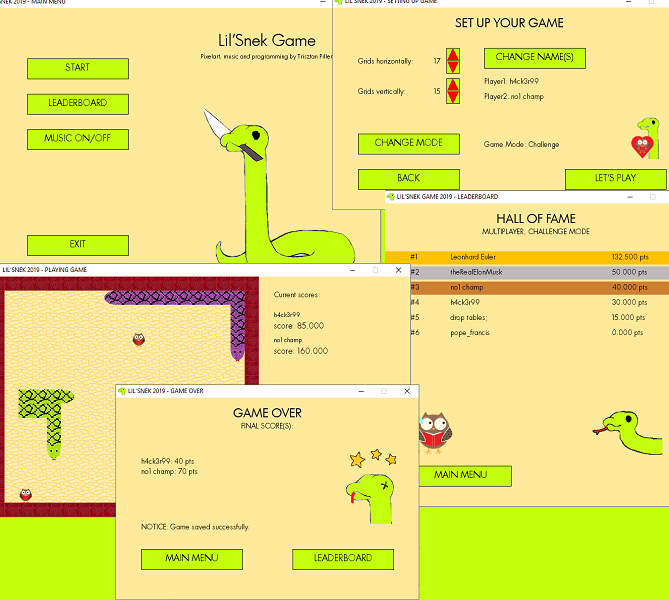 SNEK 2019 - MAIN MENU
Lil'Snek Game
Pixelart, music and programming by Trisztan Piller
START
LEADERBOARD
MUSIC ON/OFF
EXIT
LIL'SNEK 2019 - SETTING UP GAME
SET UP YOUR GAME
Grids horizontally: 17
CHANGE NAME(S)
Player1: h4ck3r99
Grids vertically: 15
Player2: no1 champ
CHANGE MODE
Game Mode: Challenge
BACK
LET'S PLAY
LIL'SNEK GAME 2019 - LEADERBOARD
HALL OF FAME
MULTIPLAYER, CHALLENGE MODE
#1 Leonhard Euler 132.500 pts
#2 theRealElonMusk 50.000 pts
#3 no1 champ 40.000 pts
#4 h4ck3r99 30.000 pts
#5 drop tables; 15.000 pts
#6 pope_francis 0.000 pts
MAIN MENU
LIL'SNEK 2019 - PLAYING GAME
Current scores:
h4ck3r99
score: 85.000
no1 champ
score: 160.000
LIL'SNEK 2019 - GAME OVER
GAME OVER
FINAL SCORE(S):
h4ck3r99: 40 pts
no1 champ: 70 pts
NOTICE: Game saved successfully.
MAIN MENU
LEADERBOARD